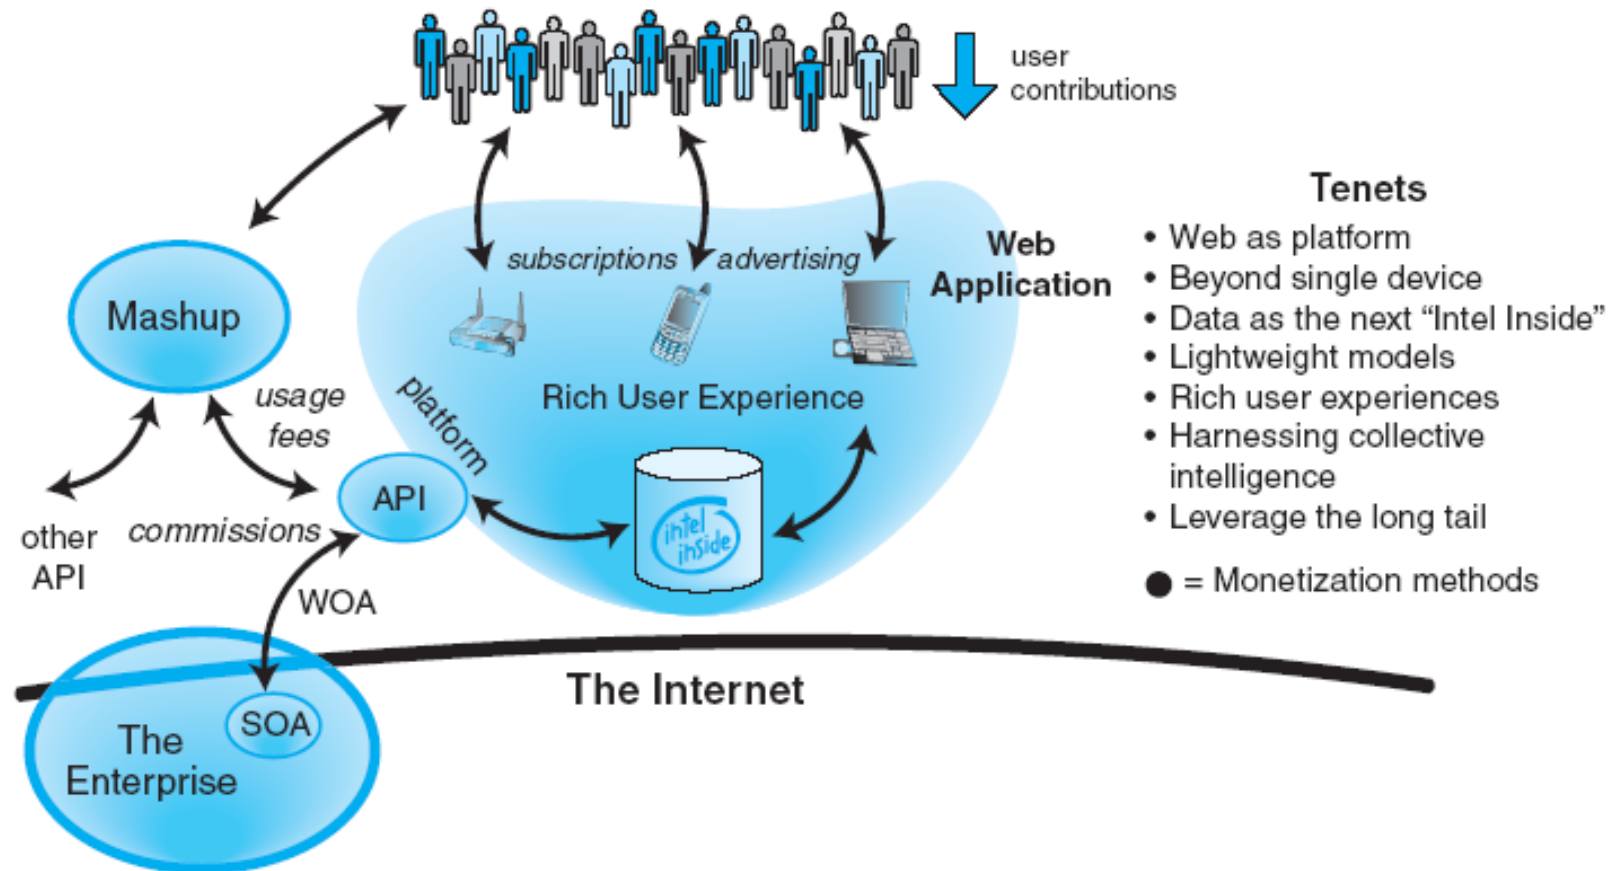 user
contributions
Tenets
• Web as platform
• Beyond single device
• Data as the next “Intel Inside”
• Lightweight models
• Rich user experiences
• Harnessing collective
intelligence
• Leverage the long tail
● = Monetization methods
Web
Application
subscriptions
advertising
Rich User Experience
platform
intel
inside
Mashup
usage
fees
API
commissions
other
API
WOA
The Internet
SOA
The
Enterprise